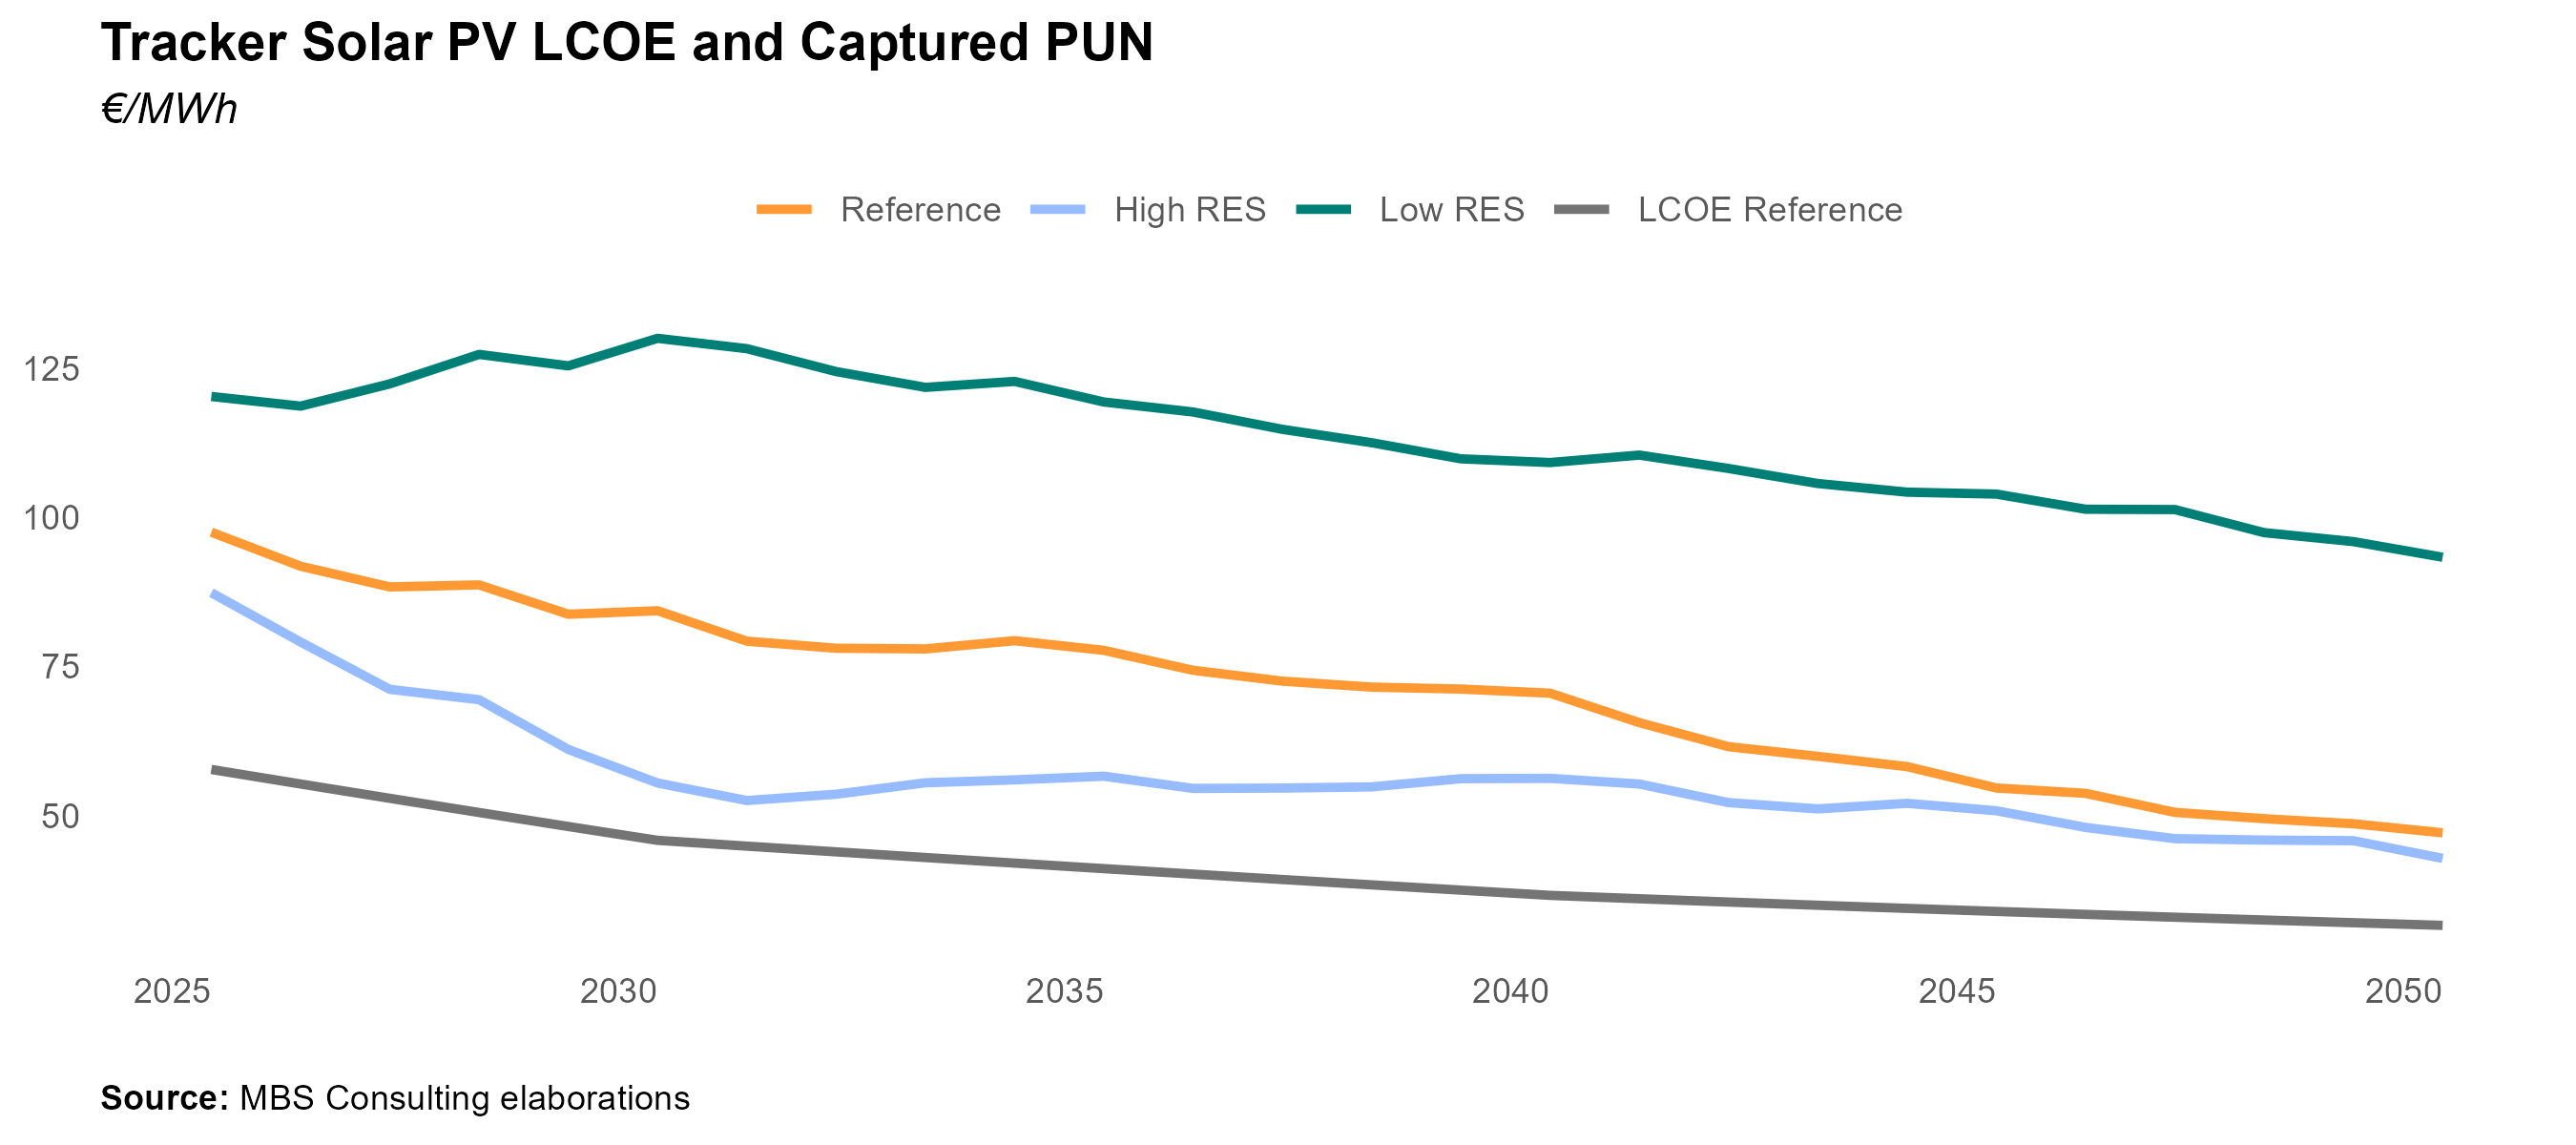 Tracker Solar PV LCOE and Captured PUN
€/MWh
Reference High RES Low RES LCOE Reference
125
100
75
50
2025 2030 2035 2040 2045 2050
Source: MBS Consulting elaborations